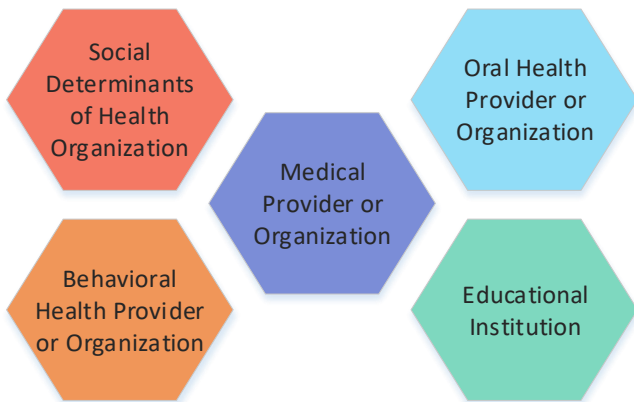 Social
Determinants
of Health
Organization
Oral Health
Provider or
Organization
Medical
Provider or
Organization
Behavioral
Health Provider
or Organization
Educational
Institution